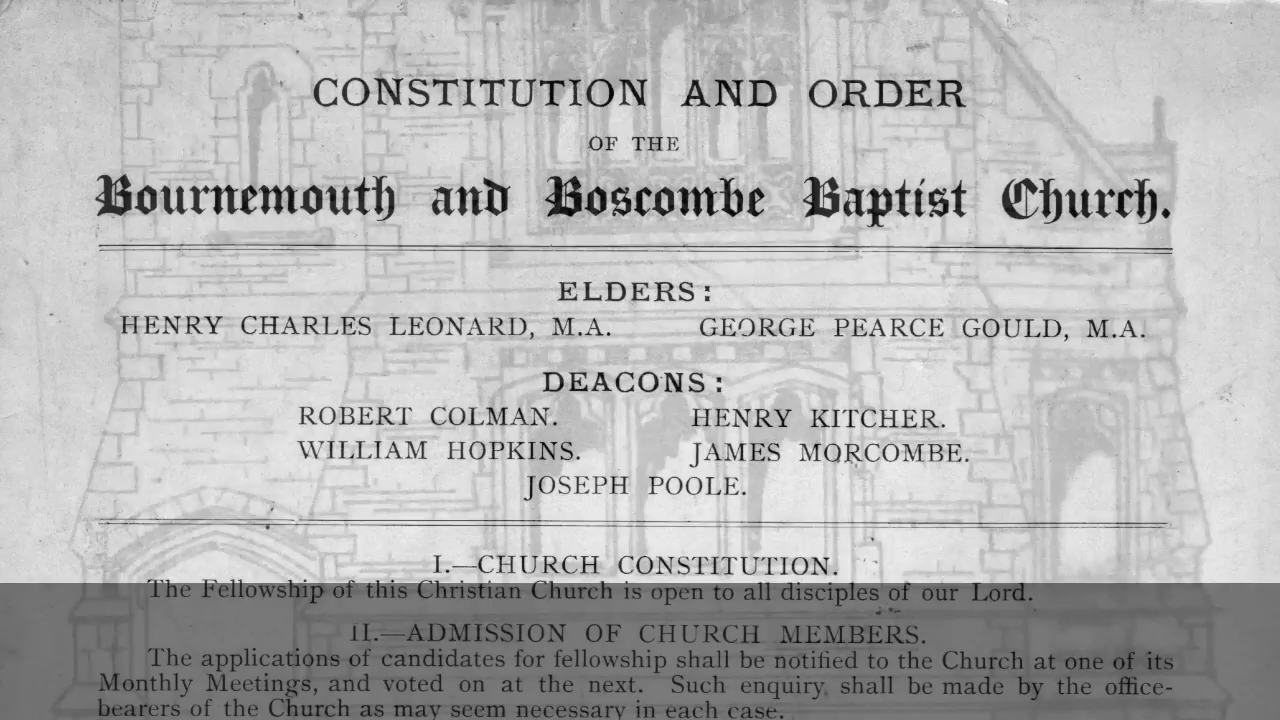 CONSTITUTION AND ORDER
OF THE
Bournemouth and Boscombe Baptist Church.
ELDERS:
HENRY CHARLES LEONARD, M.A. GEORGE PEARCE GOULD, M.A.
DEACONS:
ROBERT COLMAN. HENRY KITCHER.
WILLIAM HOPKINS. JAMES MORCOMBE.
JOSEPH POOLE.
I.—CHURCH CONSTITUTION.
The Fellowship of this Christian Church is open to all disciples of our Lord.
II.—ADMISSION OF CHURCH MEMBERS.
The applications of candidates for fellowship shall be notified to the Church at one of its
Monthly Meetings, and voted on at the next. Such enquiry shall be made by the office-
bearers of the Church as may seem necessary in each case.